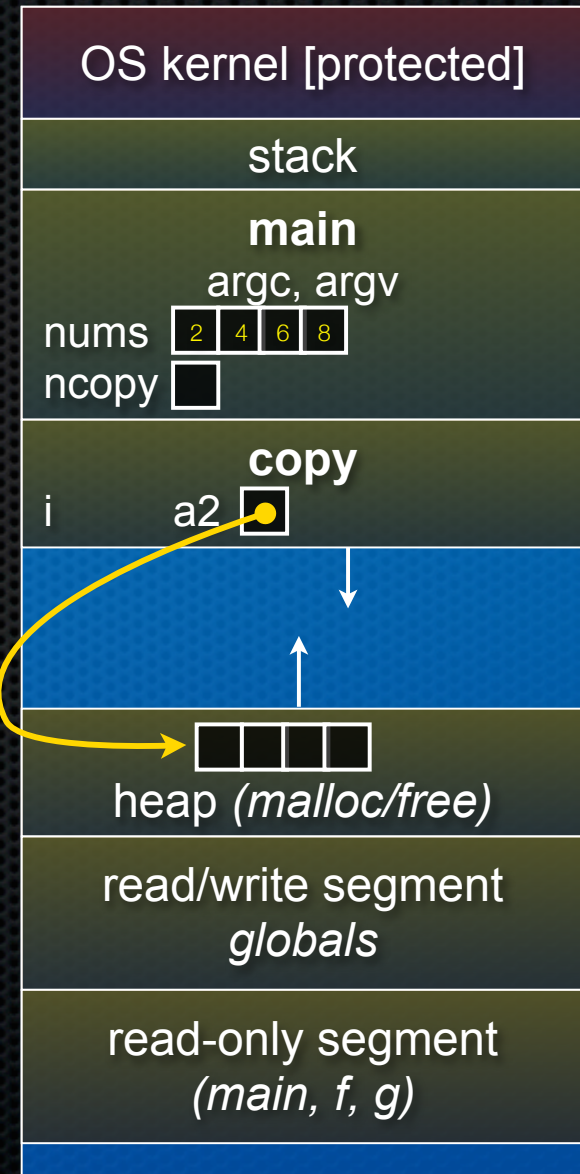 OS kernel [protected]
stack
main
argc, argv
nums 2 4 6 8
ncopy
copy
i a2
heap (malloc/free)
read/write segment
globals
read-only segment
(main, f, g)